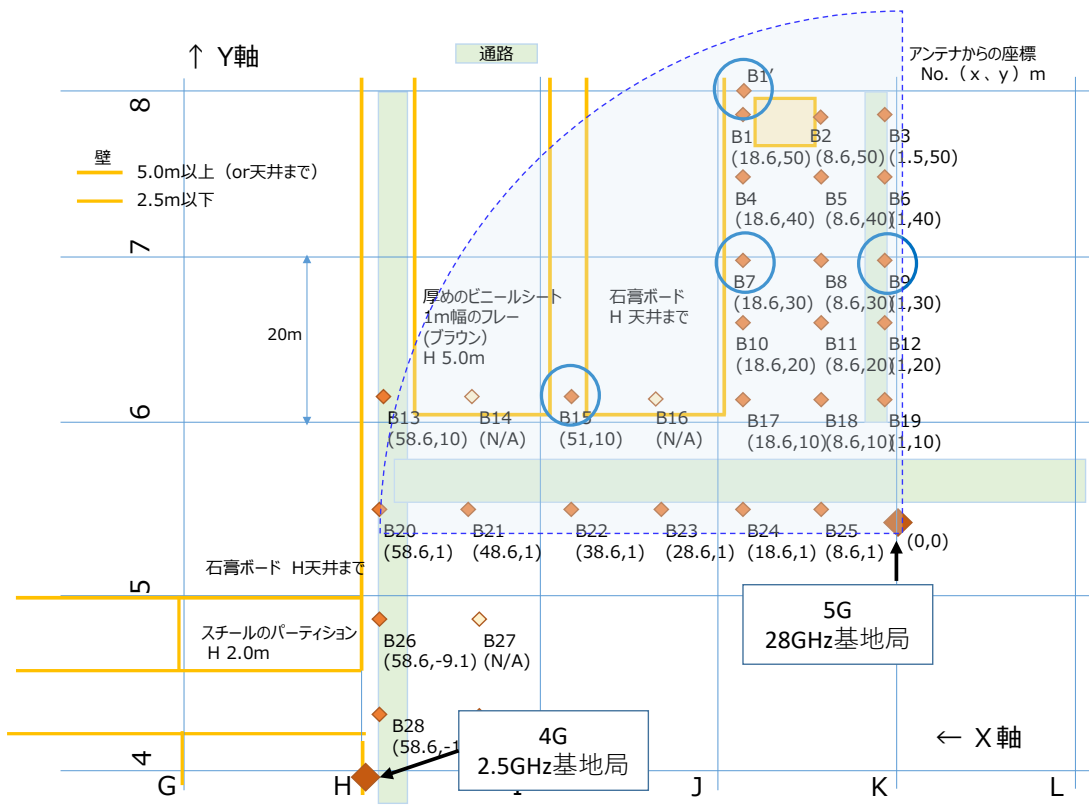 ↑ Y軸
通路
アンテナからの座標
No.（x、y）m
8
B1’
B1
(18.6,50)
B2
(8.6,50)
B3
(1.5,50)
壁
5.0m以上（or天井まで）
2.5m以下
B4
(18.6,40)
B5
(8.6,40)
B6
(1,40)
7
B7
(18.6,30)
B8
(8.6,30)
B9
(1,30)
20m
厚めのビニールシート
1m幅のフレー
(ブラウン)
H 5.0m
石膏ボード
H 天井まで
B10
(18.6,20)
B11
(8.6,20)
B12
(1,20)
6
B13
(58.6,10)
B14
(N/A)
B15
(51,10)
B16
(N/A)
B17
(18.6,10)
B18
(8.6,10)
B19
(1,10)
B20
(58.6,1)
B21
(48.6,1)
B22
(38.6,1)
B23
(28.6,1)
B24
(18.6,1)
B25
(8.6,1)
(0,0)
石膏ボード H天井まで
5
5G
28GHz基地局
スチールのパーティション
H 2.0m
B26
(58.6,-9.1)
B27
(N/A)
B28
(58.6,-1
4G
2.5GHz基地局
← X軸
4
G
H
J
K
L